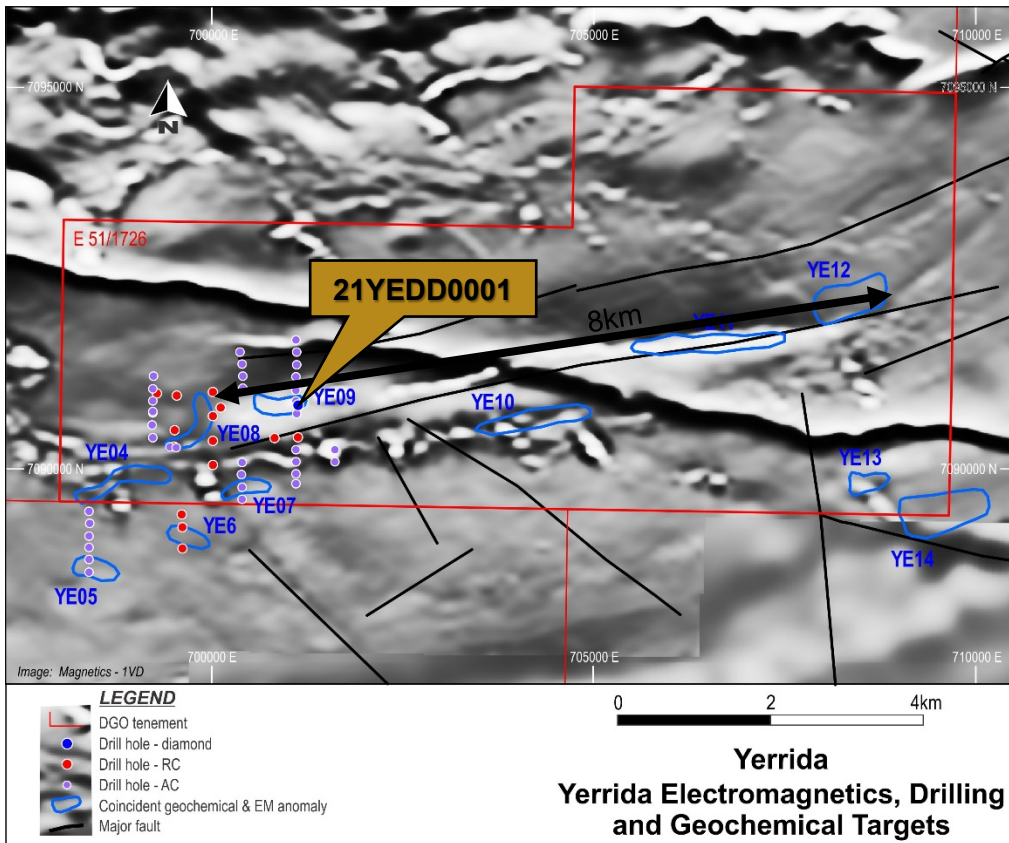 700000 E
705000 E
710000 E
7095000 N
7095000 N
N
E 51/1726
21YEDD0001
YE12
8km
YE09
YE10
YE08
YE04
7090000 N
7090000 N
YE13
YE07
YE6
YE14
YE05
700000 E
705000 E
710000 E
Image: Magnetics - 1VD
LEGEND
DGO tenement
Drill hole - diamond
Drill hole - RC
Drill hole - AC
Coincident geochemical & EM anomaly
Major fault
0 2 4km
Yerrida
Yerrida Electromagnetics, Drilling
and Geochemical Targets